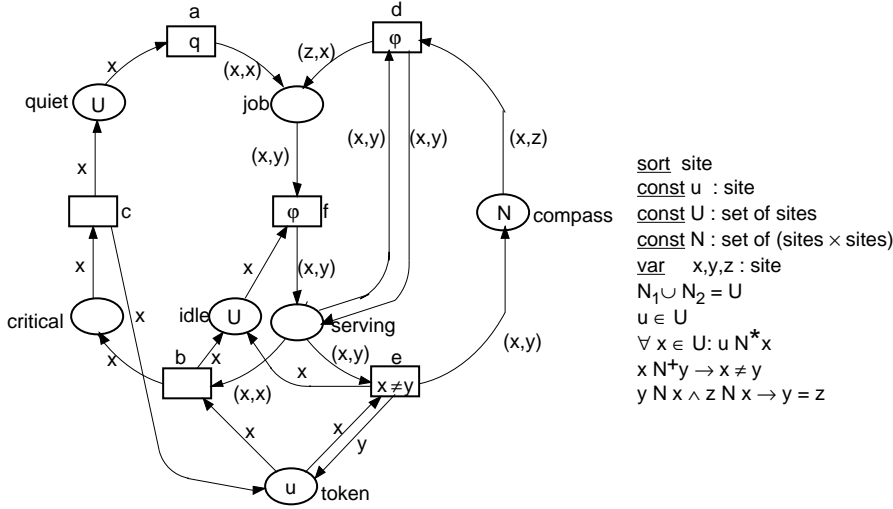 a
d
q
φ
x
(x,x)
(z,x)
quiet
U
job
(x,y)
(x,y)
(x,y)
(x,z)
x
c
φ
f
N
compass
x
x
(x,y)
critical
x
idle
U
serving
b
x
x
(x,x)
x
(x,y)
e
x ≠ y
(x,y)
x
x
y
u
token
sort site
const u : site
const U : set of sites
const N : set of (sites × sites)
var x,y,z : site
N₁∪ N₂ = U
u ∈ U
∀ x ∈ U: u N* x
x N⁺y → x ≠ y
y N x ∧ z N x → y = z